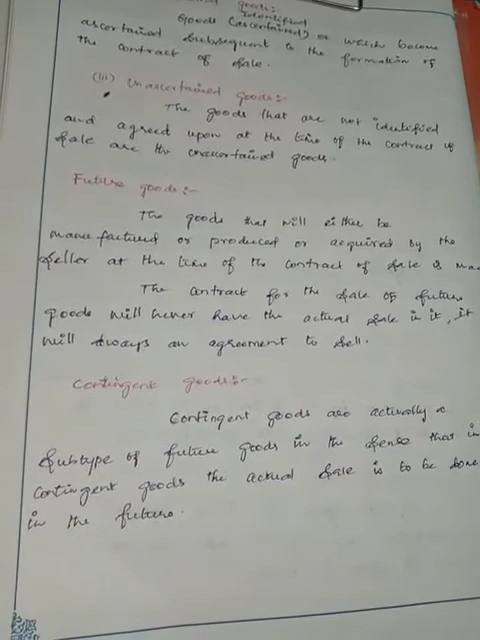 goods:
Identified
goods (ascertained) or which become
ascertained subsequent to the formation of
the contract of sale.
(iii) Unascertained goods:-
The goods that are not identified
and agreed upon at the time of the contract of
sale are the unascertained goods.
Future goods:-
The goods that will either be
manufactured or produced or acquired by the
seller at the time of the contract of sale is
The contract for the sale of future
goods will never have the actual sale in it, it
will always an agreement to sell.
Contingent goods:-
Contingent goods are actually a
subtype of future goods in the sense that in
contingent goods the actual sale is to be done
in the future.